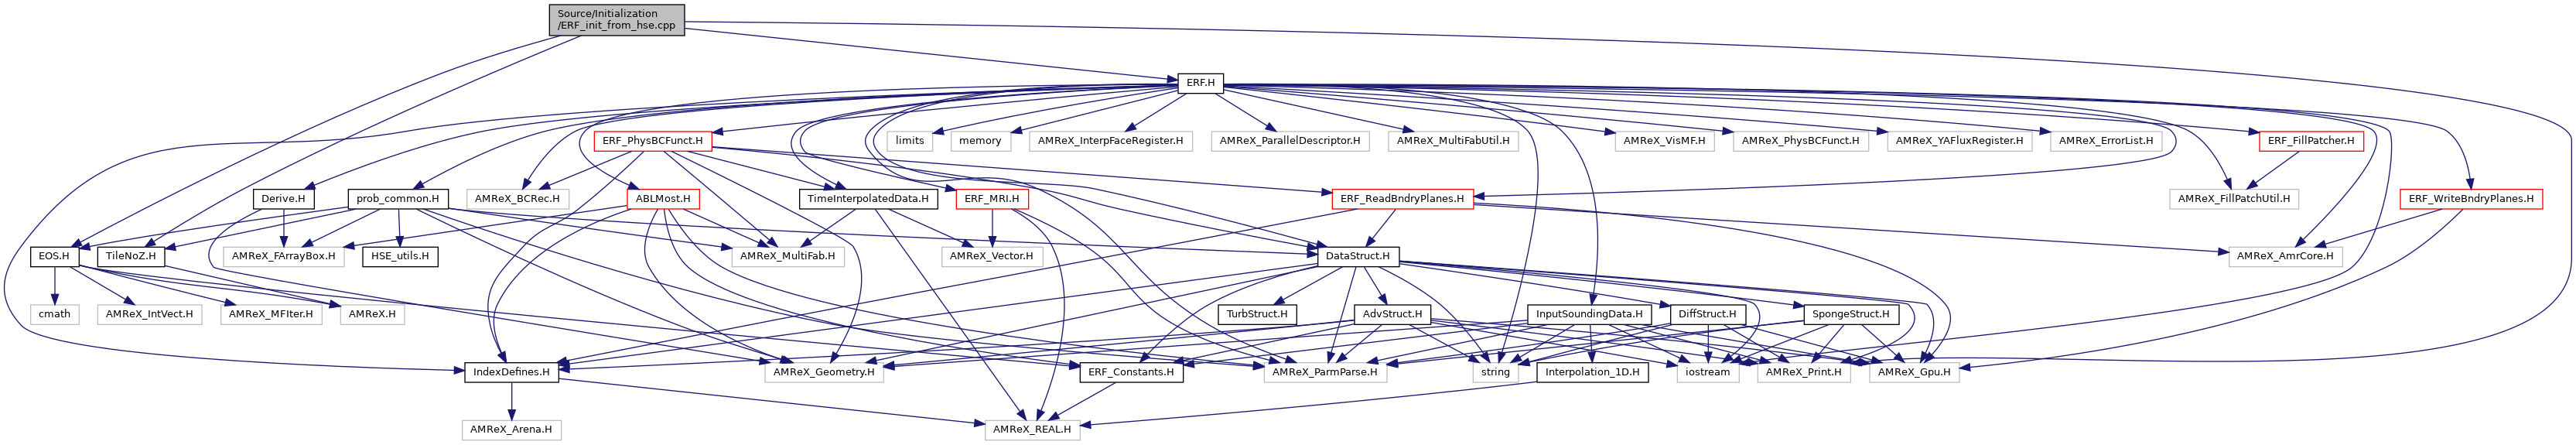 Source/Initialization
/ERF_init_from_hse.cpp
ERF.H
ERF_PhysBCFunct.H
limits
memory
AMReX_InterpFaceRegister.H
AMReX_ParallelDescriptor.H
AMReX_MultiFabUtil.H
AMReX_VisMF.H
AMReX_PhysBCFunct.H
AMReX_YAFluxRegister.H
AMReX_ErrorList.H
ERF_FillPatcher.H
Derive.H
prob_common.H
AMReX_BCRec.H
ABLMost.H
TimeInterpolatedData.H
ERF_MRI.H
ERF_ReadBndryPlanes.H
AMReX_FillPatchUtil.H
ERF_WriteBndryPlanes.H
EOS.H
TileNoZ.H
AMReX_FArrayBox.H
HSE_utils.H
AMReX_MultiFab.H
AMReX_Vector.H
DataStruct.H
AMReX_AmrCore.H
cmath
AMReX_IntVect.H
AMReX_MFIter.H
AMReX.H
TurbStruct.H
AdvStruct.H
InputSoundingData.H
DiffStruct.H
SpongeStruct.H
IndexDefines.H
AMReX_Geometry.H
ERF_Constants.H
AMReX_ParmParse.H
string
Interpolation_1D.H
iostream
AMReX_Print.H
AMReX_Gpu.H
AMReX_Arena.H
AMReX_REAL.H